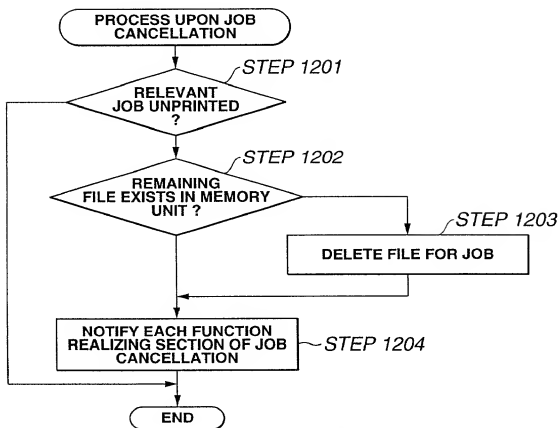 PROCESS UPON JOB
CANCELLATION
STEP 1201
RELEVANT
JOB UNPRINTED
?
STEP 1202
REMAINING
FILE EXISTS IN MEMORY
UNIT ?
STEP 1203
DELETE FILE FOR JOB
NOTIFY EACH FUNCTION
REALIZING SECTION OF JOB
CANCELLATION
STEP 1204
END